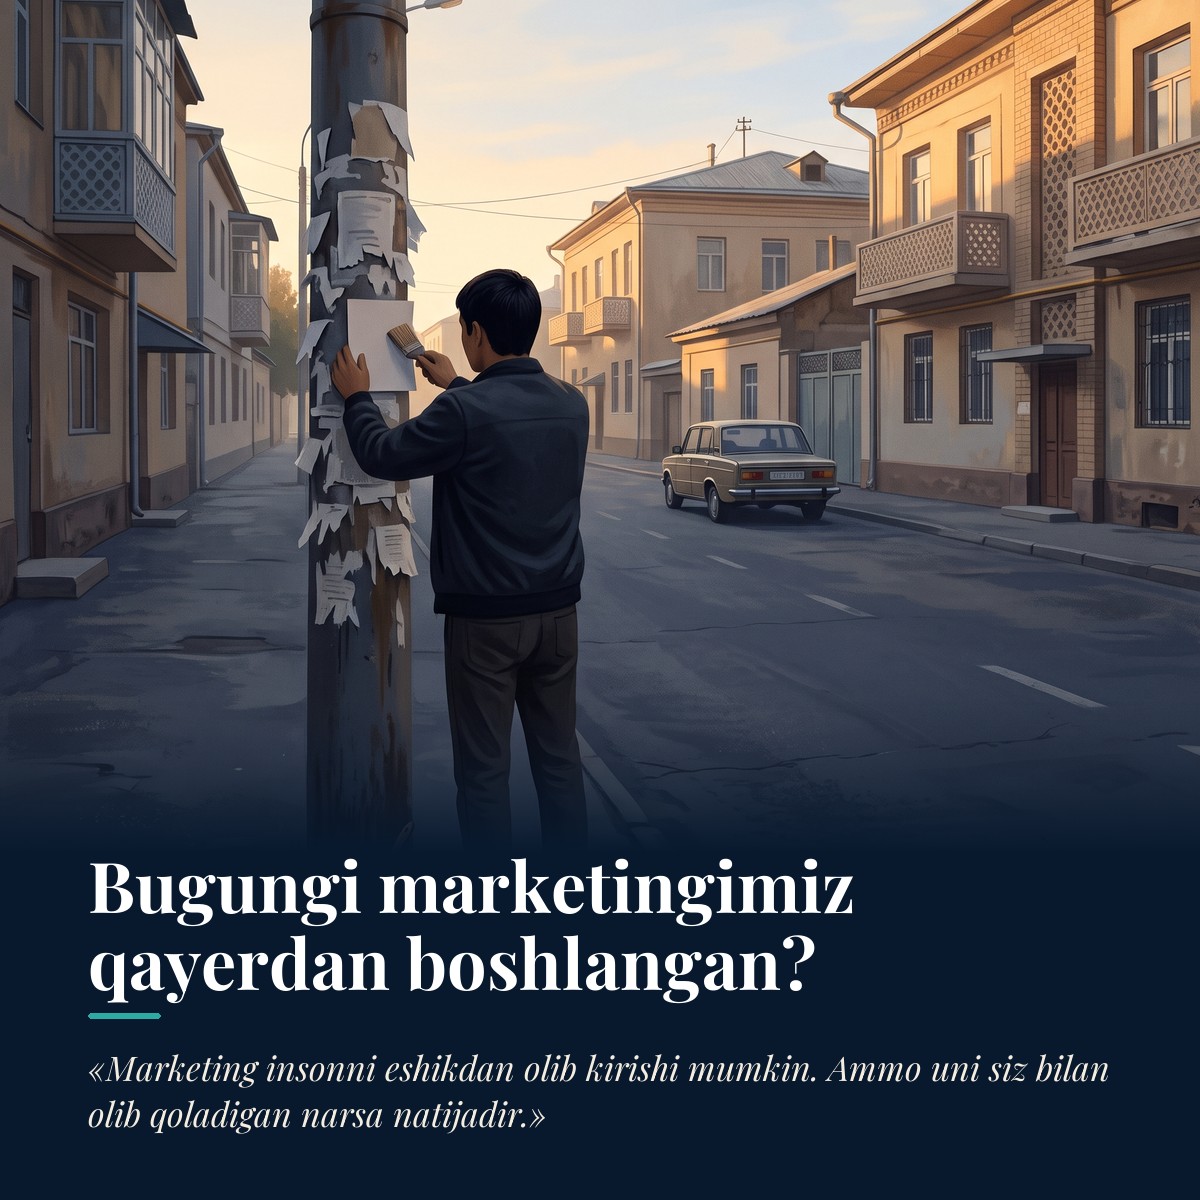 Bugungi marketingimiz
qayerdan boshlangan?
«Marketing insonni eshikdan olib kirishi mumkin. Ammo uni siz bilan
olib qoladigan narsa natijadir.»